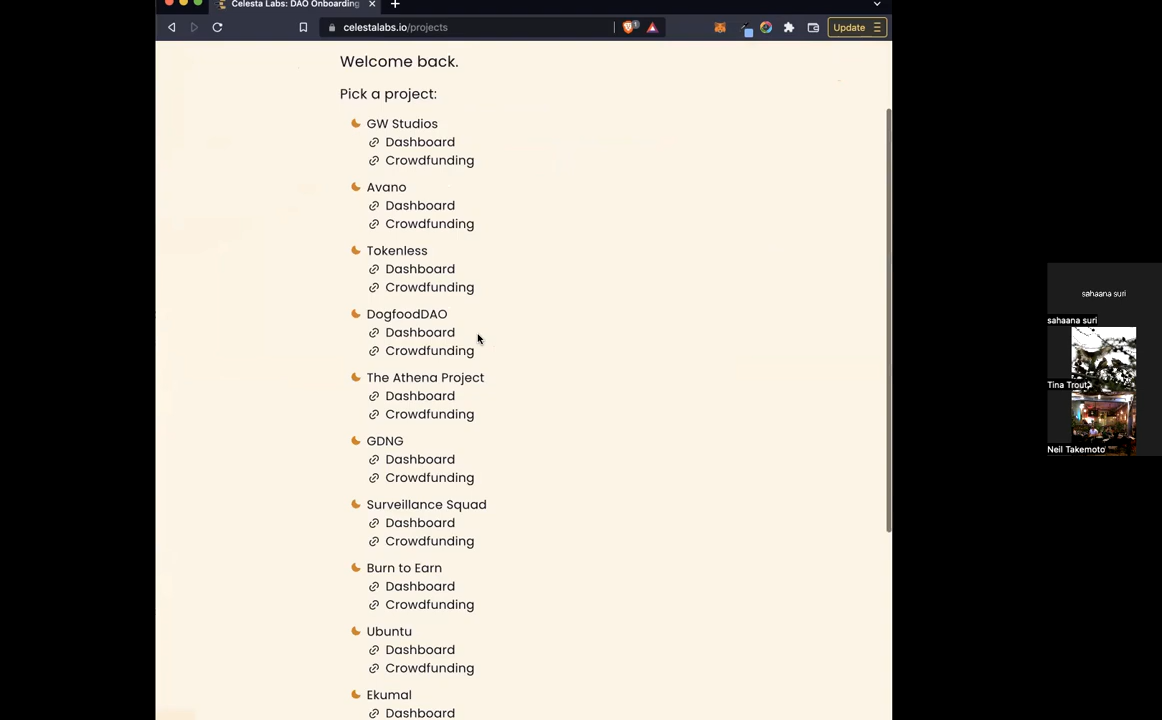 Celesta Labs: DAO Onboarding
celestalabs.io/projects
1
Update
Welcome back.
Pick a project:
GW Studios
Dashboard
Crowdfunding
Avano
Dashboard
Crowdfunding
Tokenless
Dashboard
Crowdfunding
DogfoodDAO
Dashboard
Crowdfunding
The Athena Project
Dashboard
Crowdfunding
GDNG
Dashboard
Crowdfunding
Surveillance Squad
Dashboard
Crowdfunding
Burn to Earn
Dashboard
Crowdfunding
Ubuntu
Dashboard
Crowdfunding
Ekumal
Dashboard
sahaana suri
sahaana suri
Tina Trout
Neil Takemoto